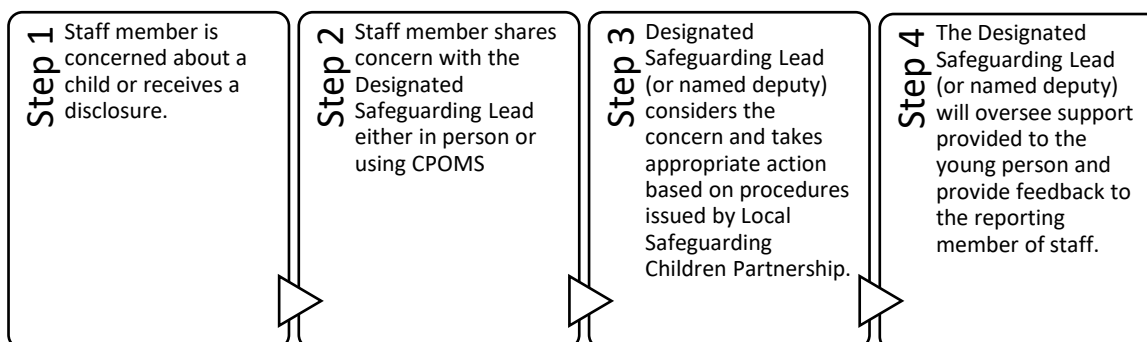 Step 1
Staff member is
concerned about a
child or receives a
disclosure.
Step 2
Staff member shares
concern with the
Designated
Safeguarding Lead
either in person or
using CPOMS
Step 3
Designated
Safeguarding Lead
(or named deputy)
considers the
concern and takes
appropriate action
based on procedures
issued by Local
Safeguarding
Children Partnership.
Step 4
The Designated
Safeguarding Lead
(or named deputy)
will oversee support
provided to the
young person and
provide feedback to
the reporting
member of staff.